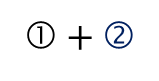 ① + ②